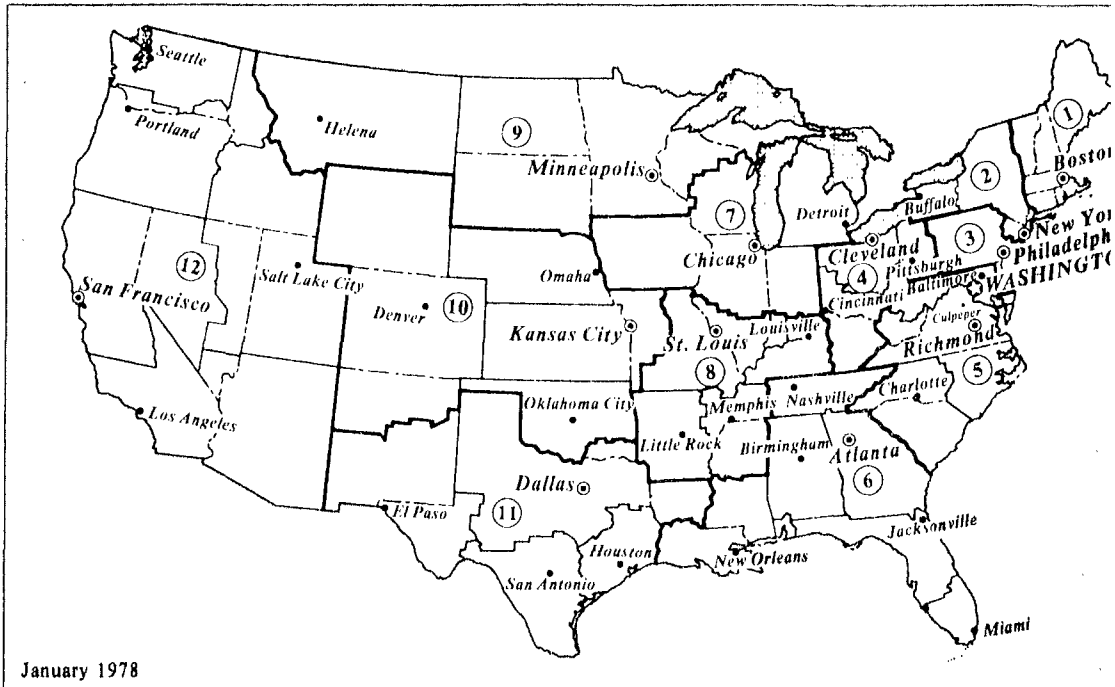 Seattle
Portland
Helena
9
Minneapolis
1
Boston
2
Buffalo
New Yor
3
Philadelph
WASHINGTO
7
Detroit
Chicago
Cleveland
4
Pittsburgh
Cincinnati
Baltimore
12
San Francisco
Salt Lake City
Omaha
Denver
10
Kansas City
St. Louis
Louisville
8
Culpeper
Richmond
5
Charlotte
Los Angeles
Oklahoma City
Memphis
Nashville
Little Rock
Birmingham
Atlanta
6
Dallas
11
El Paso
Houston
San Antonio
New Orleans
Jacksonville
Miami
January 1978